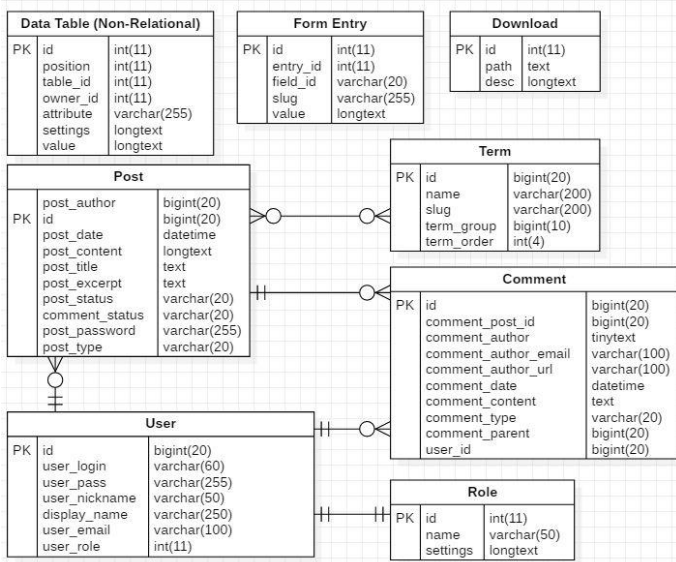 Data Table (Non-Relational)
PK id int(11)
position int(11)
table_id int(11)
owner_id int(11)
attribute varchar(255)
settings longtext
value longtext
Form Entry
PK id int(11)
entry_id int(11)
field_id varchar(20)
slug varchar(255)
value longtext
Download
PK id int(11)
path text
desc longtext
Post
post_author bigint(20)
PK id bigint(20)
post_date datetime
post_content longtext
post_title text
post_excerpt text
post_status varchar(20)
comment_status varchar(20)
post_password varchar(255)
post_type varchar(20)
Term
PK id bigint(20)
name varchar(200)
slug varchar(200)
term_group bigint(10)
term_order int(4)
Comment
PK id bigint(20)
comment_post_id bigint(20)
comment_author tinytext
comment_author_email varchar(100)
comment_author_url varchar(100)
comment_date datetime
comment_content text
comment_type varchar(20)
comment_parent bigint(20)
user_id bigint(20)
User
PK id bigint(20)
user_login varchar(60)
user_pass varchar(255)
user_nickname varchar(50)
display_name varchar(250)
user_email varchar(100)
user_role int(11)
Role
PK id int(11)
name varchar(50)
settings longtext